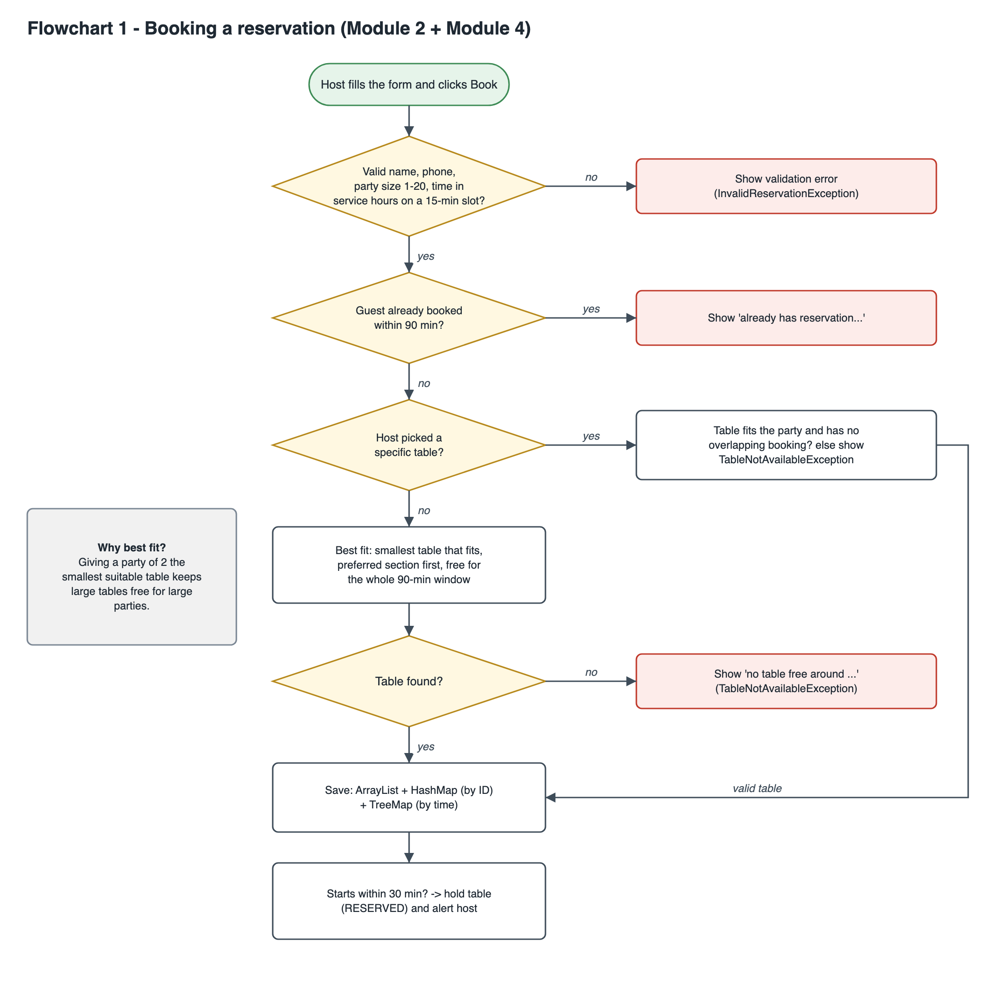 Flowchart 1 - Booking a reservation (Module 2 + Module 4)
Host fills the form and clicks Book
Valid name, phone,
party size 1-20, time in
service hours on a 15-min slot?
no
Show validation error
(InvalidReservationException)
yes
Guest already booked
within 90 min?
yes
Show 'already has reservation...'
no
Host picked a
specific table?
yes
Table fits the party and has no
overlapping booking? else show
TableNotAvailableException
no
Why best fit?
Giving a party of 2 the
smallest suitable table keeps
large tables free for large
parties.
Best fit: smallest table that fits,
preferred section first, free for
the whole 90-min window
Table found?
no
Show 'no table free around ...'
(TableNotAvailableException)
yes
Save: ArrayList + HashMap (by ID)
+ TreeMap (by time)
valid table
Starts within 30 min? -> hold table
(RESERVED) and alert host